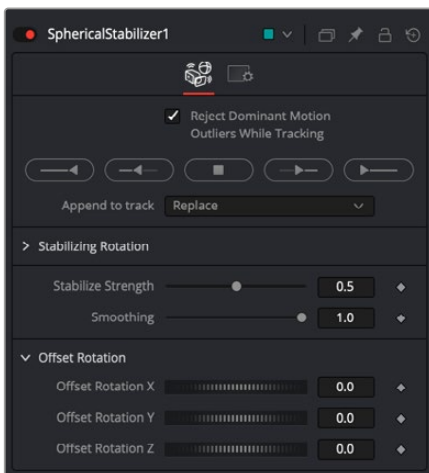 SphericalStabilizer1
Reject Dominant Motion
Outliers While Tracking
Append to track Replace
Stabilizing Rotation
Stabilize Strength 0.5
Smoothing 1.0
Offset Rotation
Offset Rotation X 0.0
Offset Rotation Y 0.0
Offset Rotation Z 0.0